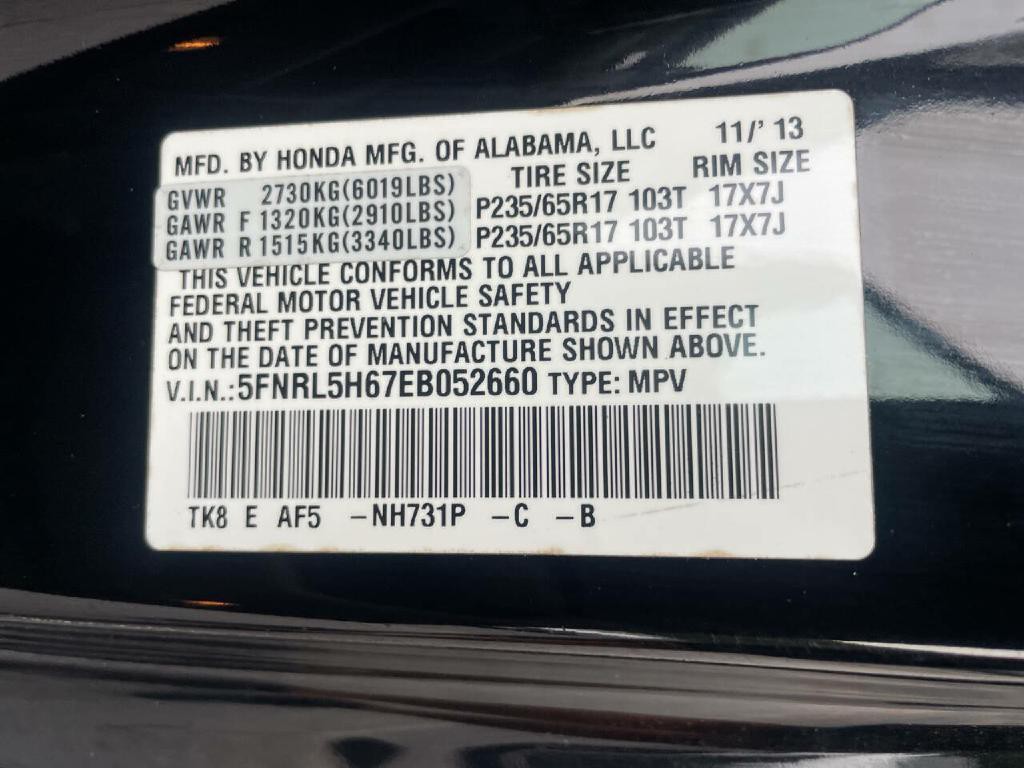 MFD. BY HONDA MFG. OF ALABAMA, LLC 11/' 13
TIRE SIZE RIM SIZE
GVWR 2730KG(6019LBS)
GAWR F 1320KG(2910LBS) P235/65R17 103T 17X7J
GAWR R 1515KG(3340LBS) P235/65R17 103T 17X7J
THIS VEHICLE CONFORMS TO ALL APPLICABLE
FEDERAL MOTOR VEHICLE SAFETY
AND THEFT PREVENTION STANDARDS IN EFFECT
ON THE DATE OF MANUFACTURE SHOWN ABOVE.
V.I.N.:5FNRL5H67EB052660 TYPE: MPV
TK8 E AF5 -NH731P -C -B